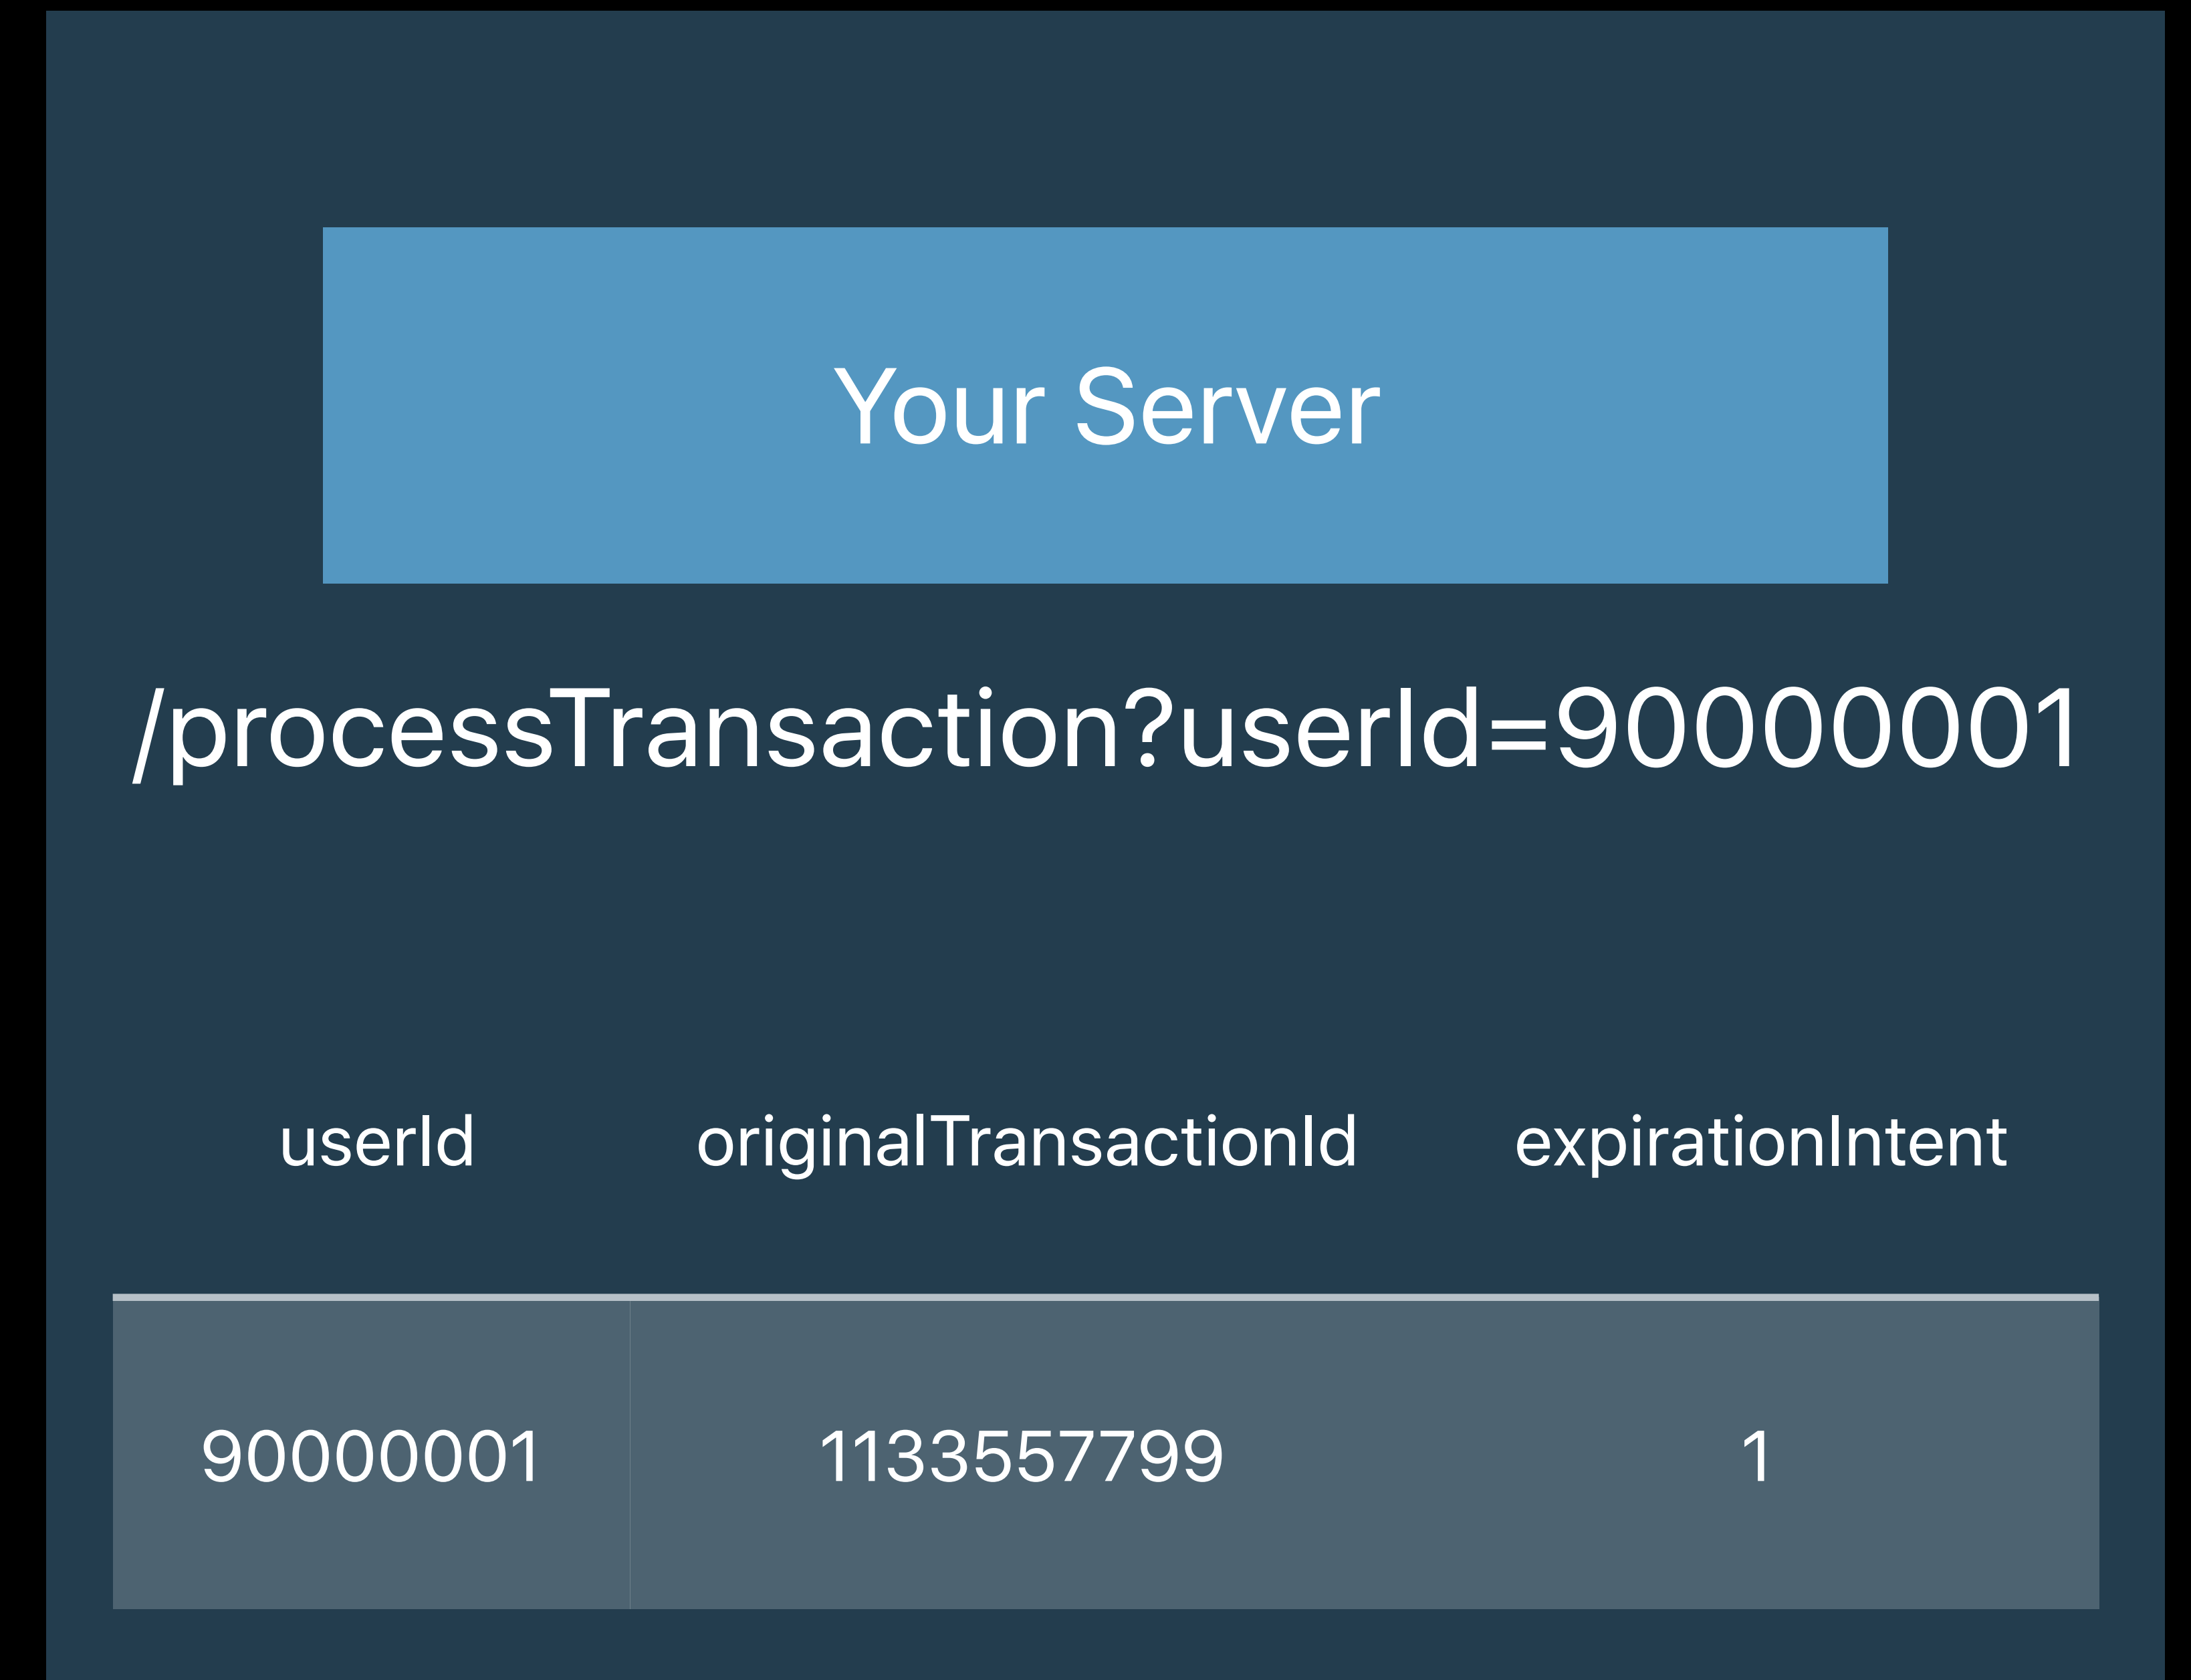 Your Server
/processTransaction?userId=90000001
userId originalTransactionId expirationIntent
90000001 1133557799 1